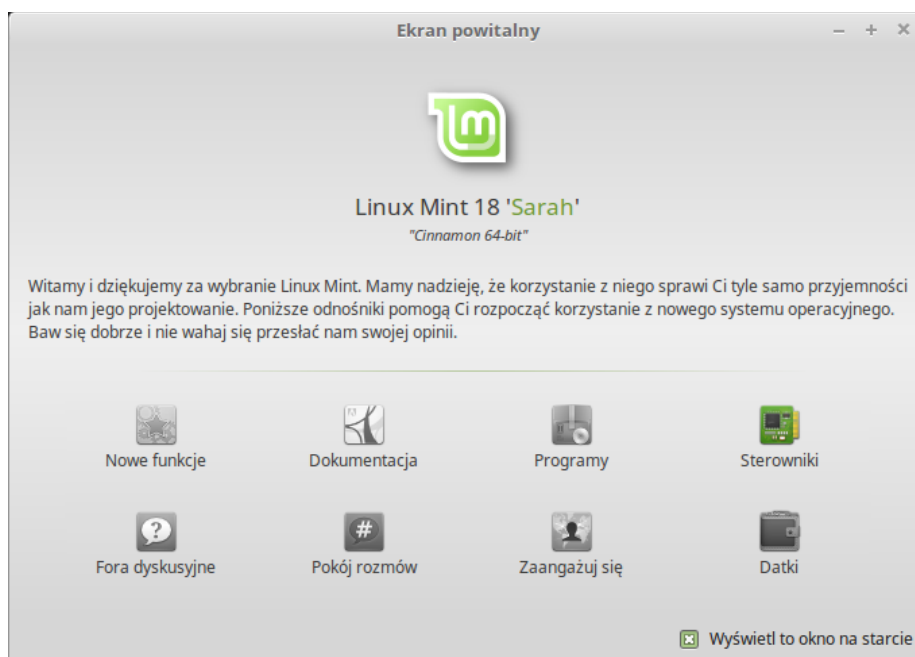 Ekran powitalny
lm
Linux Mint 18 'Sarah'
"Cinnamon 64-bit"
Witamy i dziękujemy za wybranie Linux Mint. Mamy nadzieję, że korzystanie z niego sprawi Ci tyle samo przyjemności
jak nam jego projektowanie. Poniższe odnośniki pomogą Ci rozpocząć korzystanie z nowego systemu operacyjnego.
Baw się dobrze i nie wahaj się przesłać nam swojej opinii.
Nowe funkcje
Dokumentacja
Programy
Sterowniki
Fora dyskusyjne
Pokój rozmów
Zaangażuj się
Datki
Wyświetl to okno na starcie